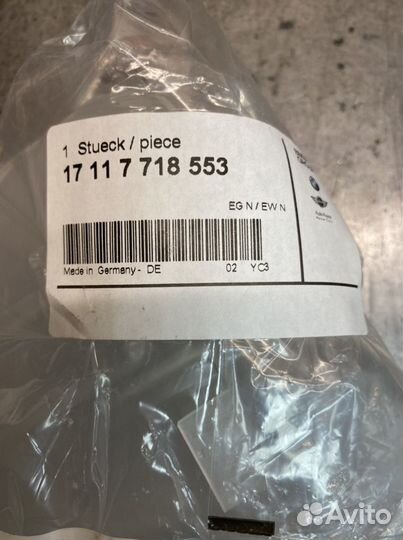 1 Stueck / piece
17 11 7 718 553
EG N / EW N
Made in Germany - DE 02 YC3
Avito